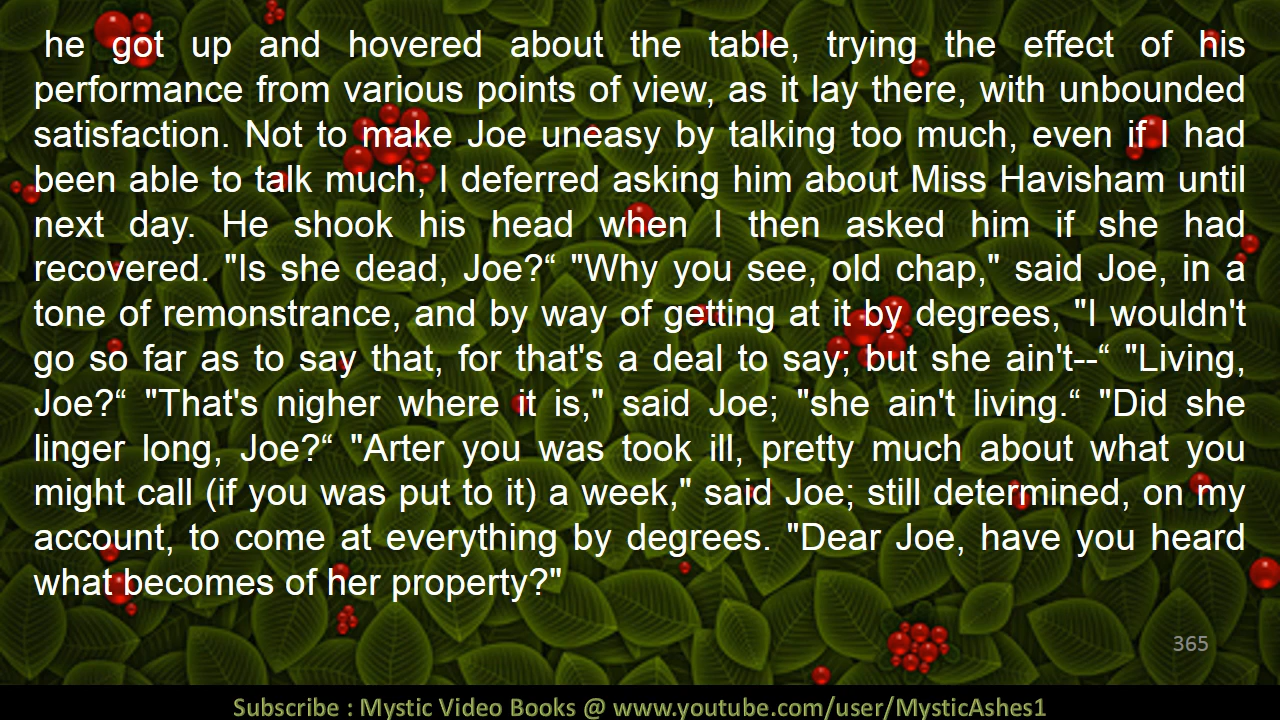 he got up and hovered about the table, trying the effect of his
performance from various points of view, as it lay there, with unbounded
satisfaction. Not to make Joe uneasy by talking too much, even if I had
been able to talk much, I deferred asking him about Miss Havisham until
next day. He shook his head when I then asked him if she had
recovered. "Is she dead, Joe?“ "Why you see, old chap," said Joe, in a
tone of remonstrance, and by way of getting at it by degrees, "I wouldn't
go so far as to say that, for that's a deal to say; but she ain't--“ "Living,
Joe?“ "That's nigher where it is," said Joe; "she ain't living.“ "Did she
linger long, Joe?“ "Arter you was took ill, pretty much about what you
might call (if you was put to it) a week," said Joe; still determined, on my
account, to come at everything by degrees. "Dear Joe, have you heard
what becomes of her property?"
365
Subscribe : Mystic Video Books @ www.youtube.com/user/MysticAshes1